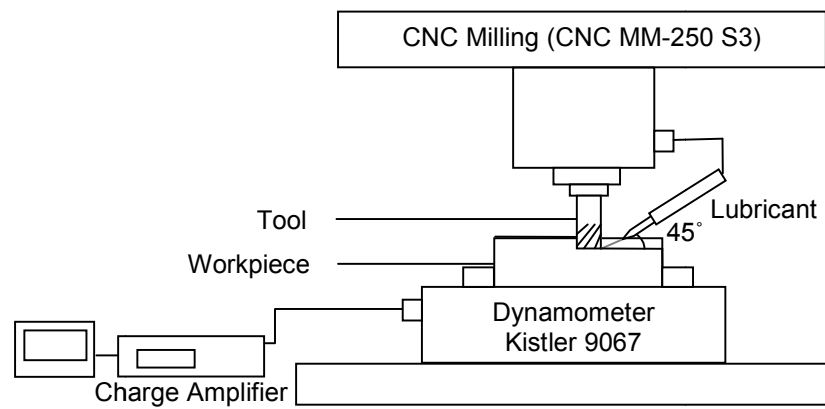 CNC Milling (CNC MM-250 S3)
Tool
Lubricant
45°
Workpiece
Dynamometer
Kistler 9067
Charge Amplifier